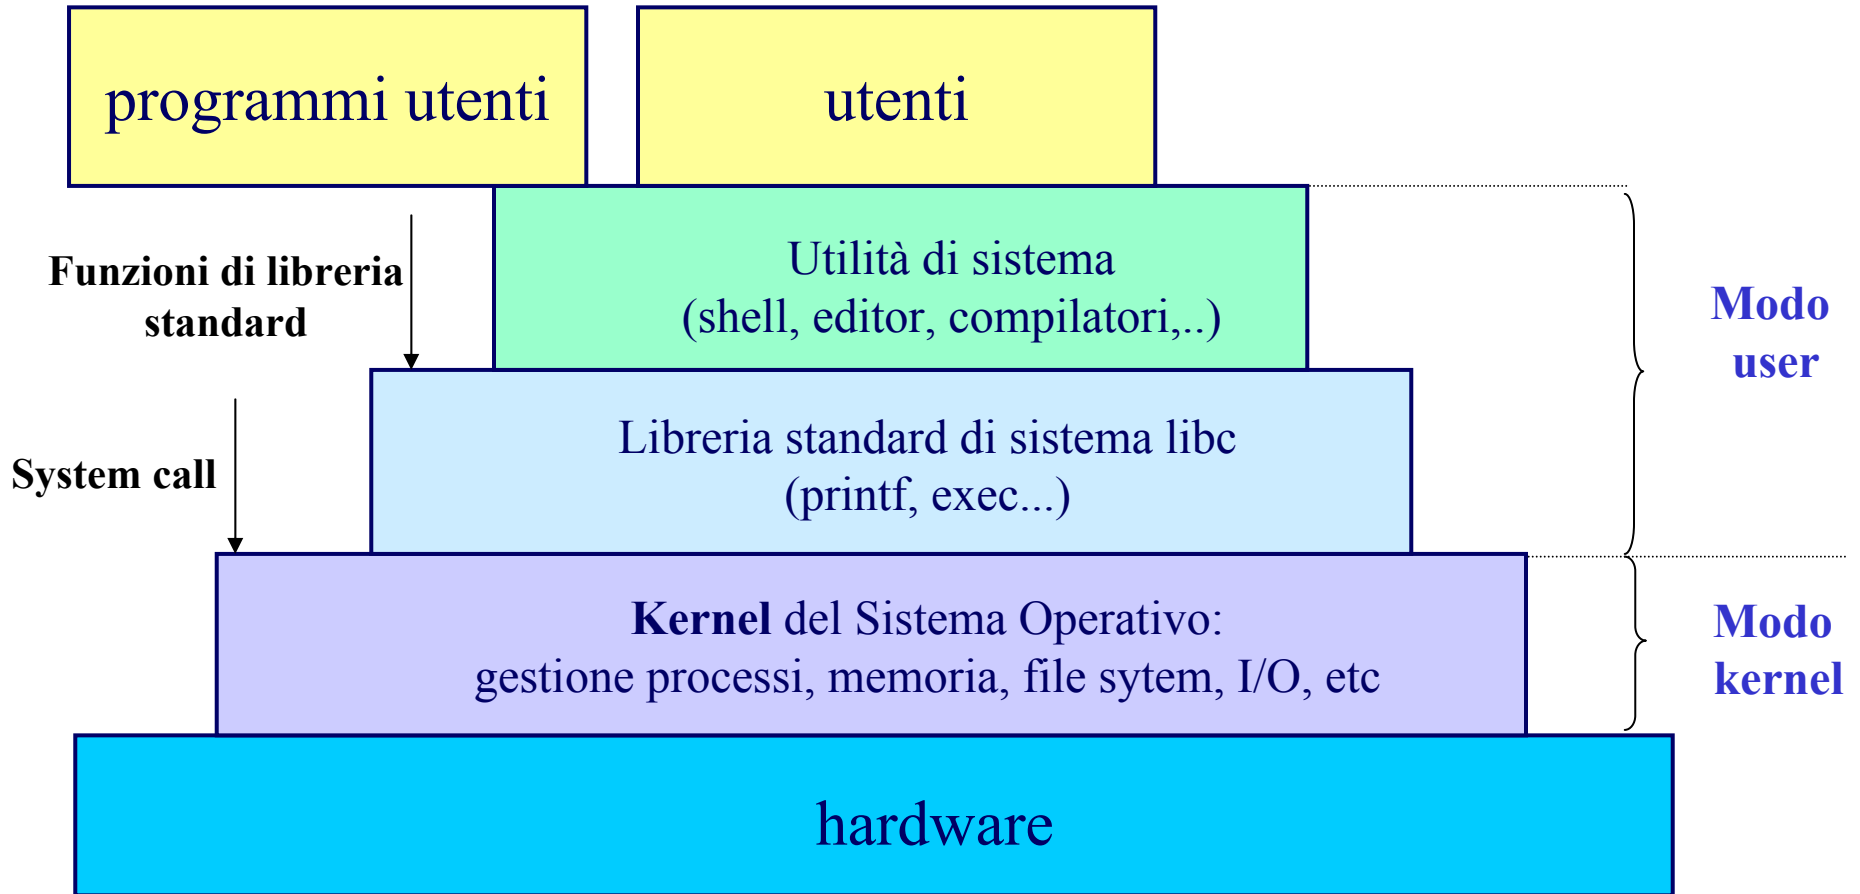 programmi utenti
utenti
Funzioni di libreria
standard
Utilità di sistema
(shell, editor, compilatori,..)
Modo
user
System call
Libreria standard di sistema libc
(printf, exec...)
Kernel del Sistema Operativo:
gestione processi, memoria, file sytem, I/O, etc
Modo
kernel
hardware